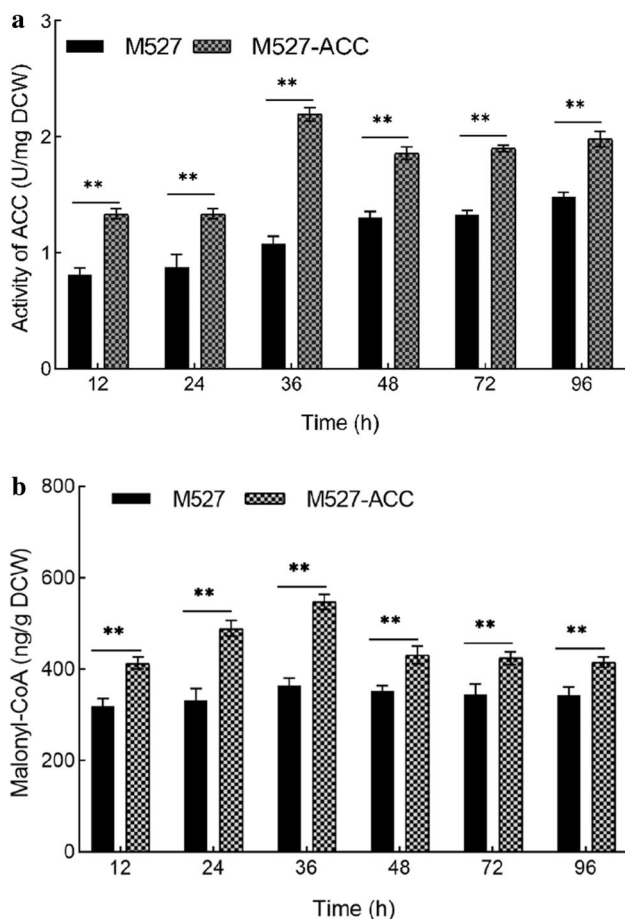 a
M527 M527-ACC
3
2
1
0
** ** ** ** ** **
Activity of ACC (U/mg DCW)
12 24 36 48 72 96
Time (h)
b
M527 M527-ACC
800
600
400
200
0
** ** ** ** ** **
Malonyl-CoA (ng/g DCW)
12 24 36 48 72 96
Time (h)